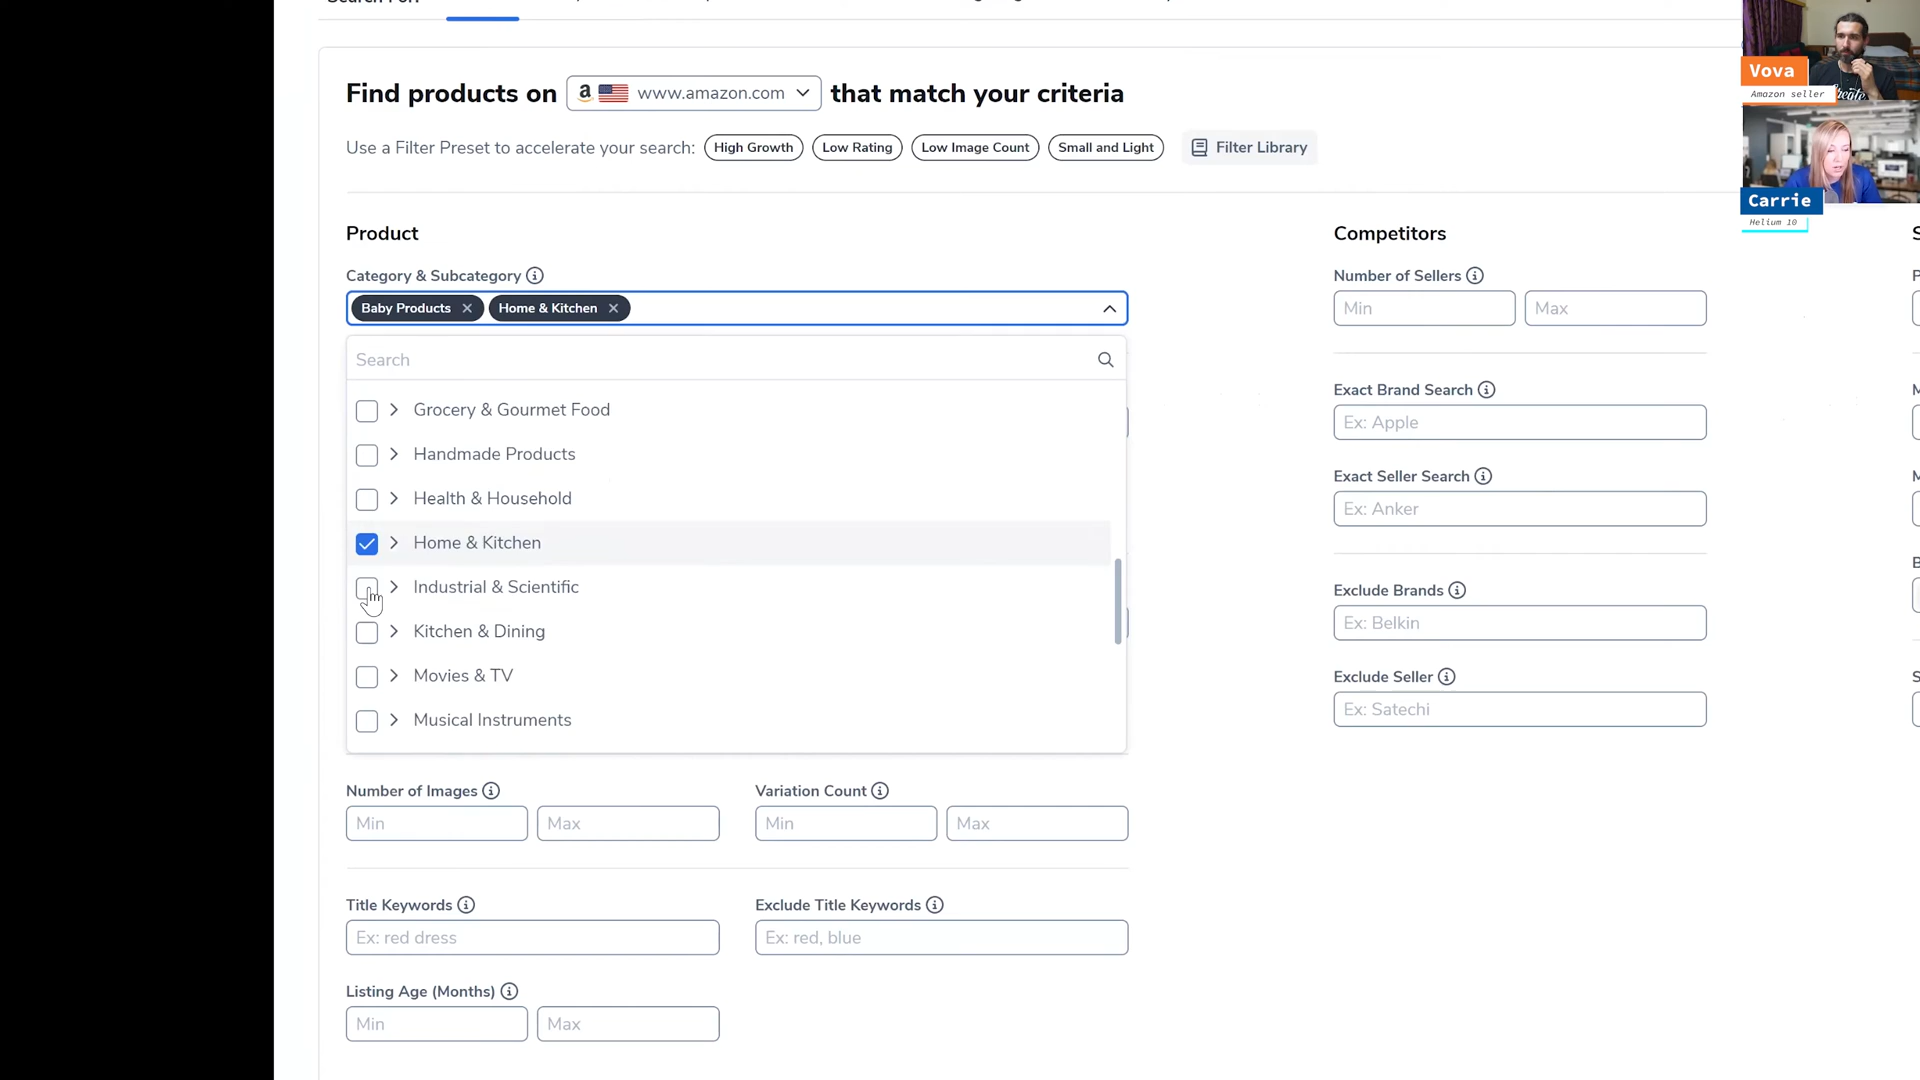 Find products on a www.amazon.com that match your criteria
Use a Filter Preset to accelerate your search: High Growth Low Rating Low Image Count Small and Light Filter Library
Product
Category & Subcategory
Baby Products Home & Kitchen
Search
Grocery & Gourmet Food
Handmade Products
Health & Household
Home & Kitchen
Industrial & Scientific
Kitchen & Dining
Movies & TV
Musical Instruments
Number of Images
Min Max
Variation Count
Min Max
Title Keywords
Ex: red dress
Exclude Title Keywords
Ex: red, blue
Listing Age (Months)
Min Max
Competitors
Number of Sellers
Min Max
Exact Brand Search
Ex: Apple
Exact Seller Search
Ex: Anker
Exclude Brands
Ex: Belkin
Exclude Seller
Ex: Satechi
Vova
Amazon seller
Carrie
Helium 10